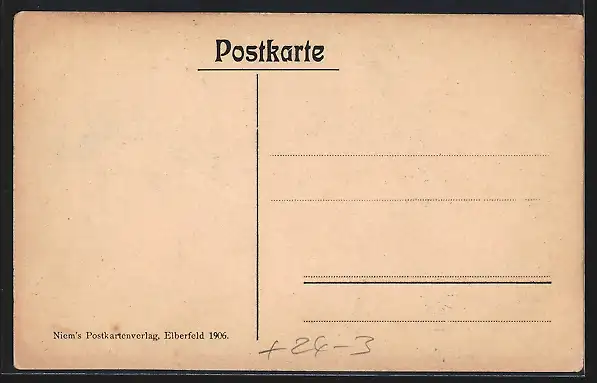 Postkarte
Niem's Postkartenverlag, Elberfeld 1906.
+24-3